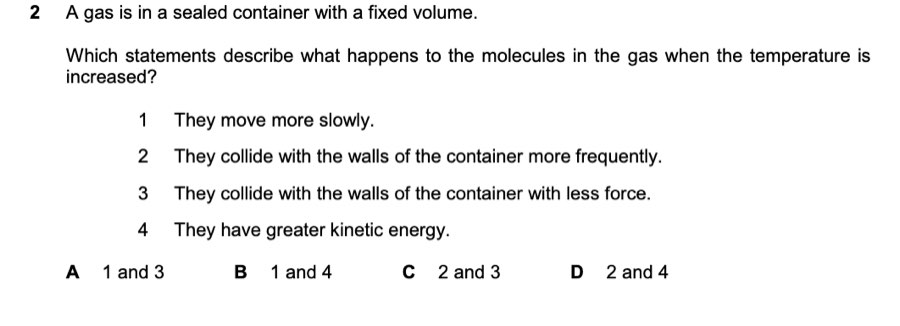 2 A gas is in a sealed container with a fixed volume.
Which statements describe what happens to the molecules in the gas when the temperature is
increased?
1 They move more slowly.
2 They collide with the walls of the container more frequently.
3 They collide with the walls of the container with less force.
4 They have greater kinetic energy.
A 1 and 3 B 1 and 4 C 2 and 3 D 2 and 4